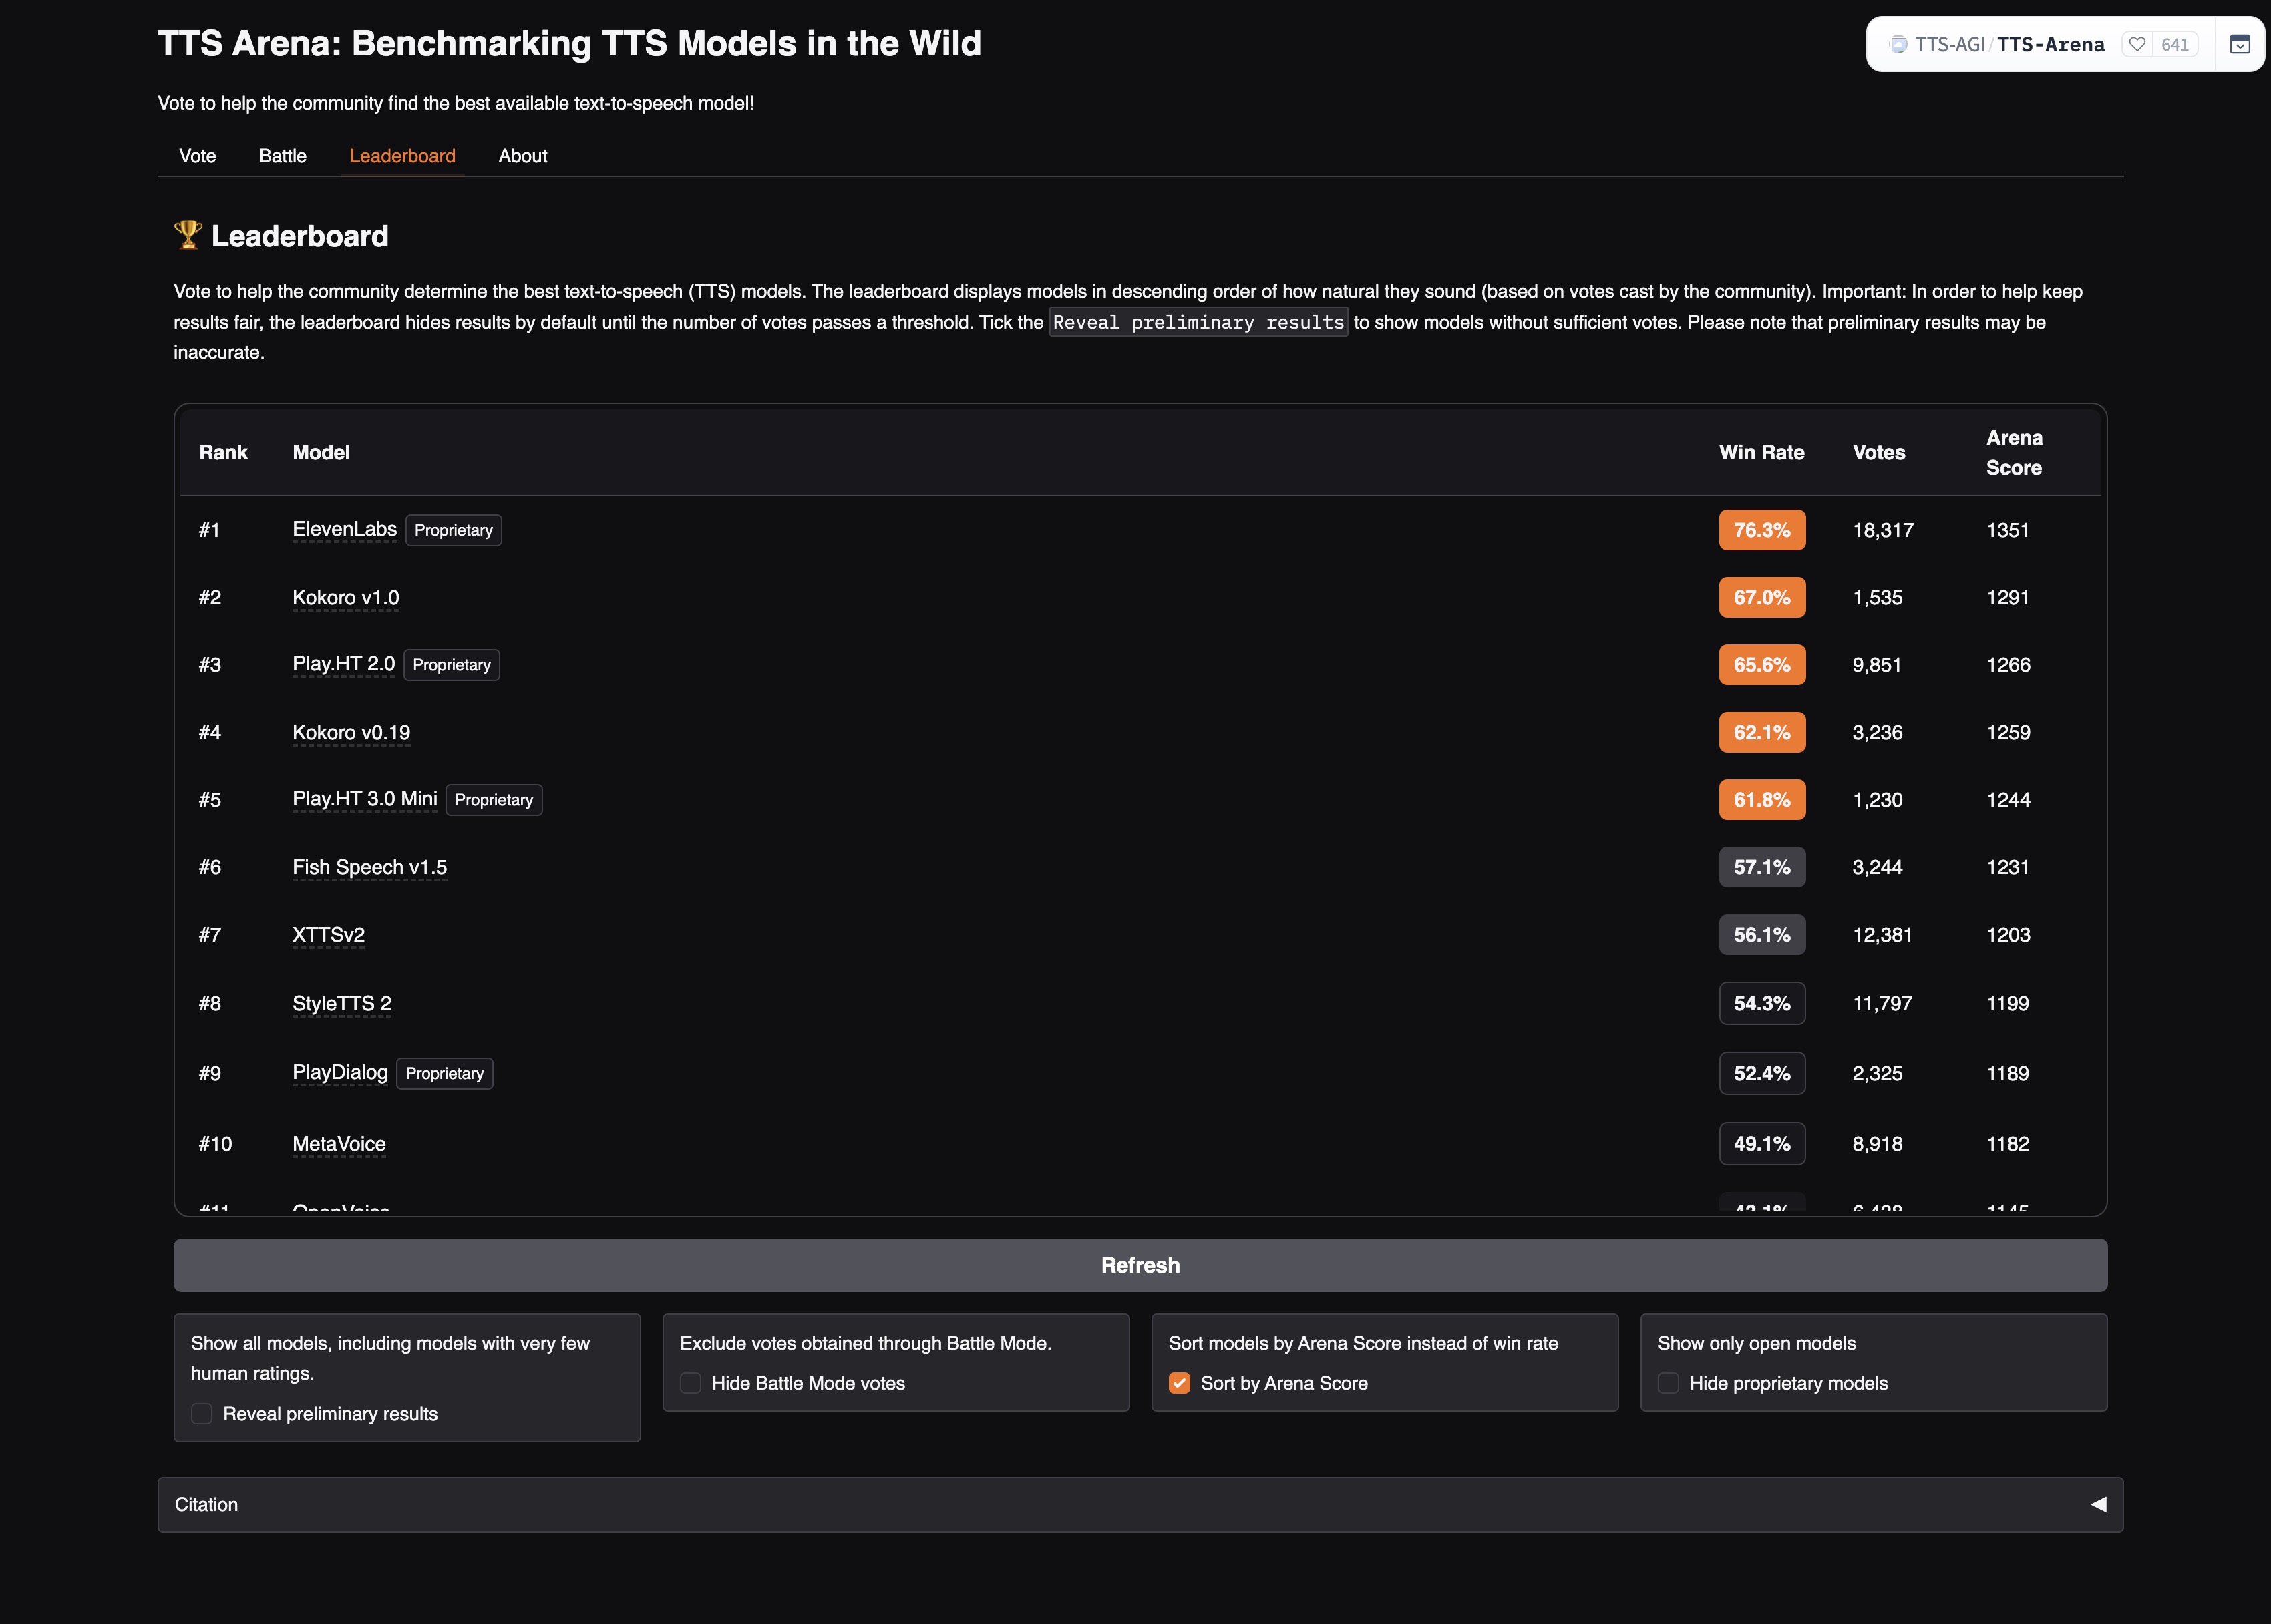 TTS Arena: Benchmarking TTS Models in the Wild
TTS-AGI/TTS-Arena 641
Vote to help the community find the best available text-to-speech model!
Vote Battle Leaderboard About
🏆 Leaderboard
Vote to help the community determine the best text-to-speech (TTS) models. The leaderboard displays models in descending order of how natural they sound (based on votes cast by the community). Important: In order to help keep
results fair, the leaderboard hides results by default until the number of votes passes a threshold. Tick the Reveal preliminary results to show models without sufficient votes. Please note that preliminary results may be
inaccurate.
Rank Model Win Rate Votes Arena Score
#1 ElevenLabs Proprietary 76.3% 18,317 1351
#2 Kokoro v1.0 67.0% 1,535 1291
#3 Play.HT 2.0 Proprietary 65.6% 9,851 1266
#4 Kokoro v0.19 62.1% 3,236 1259
#5 Play.HT 3.0 Mini Proprietary 61.8% 1,230 1244
#6 Fish Speech v1.5 57.1% 3,244 1231
#7 XTTSv2 56.1% 12,381 1203
#8 StyleTTS 2 54.3% 11,797 1199
#9 PlayDialog Proprietary 52.4% 2,325 1189
#10 MetaVoice 49.1% 8,918 1182
#11 OpenVoice
Refresh
Show all models, including models with very few
human ratings.
Reveal preliminary results
Exclude votes obtained through Battle Mode.
Hide Battle Mode votes
Sort models by Arena Score instead of win rate
Sort by Arena Score
Show only open models
Hide proprietary models
Citation